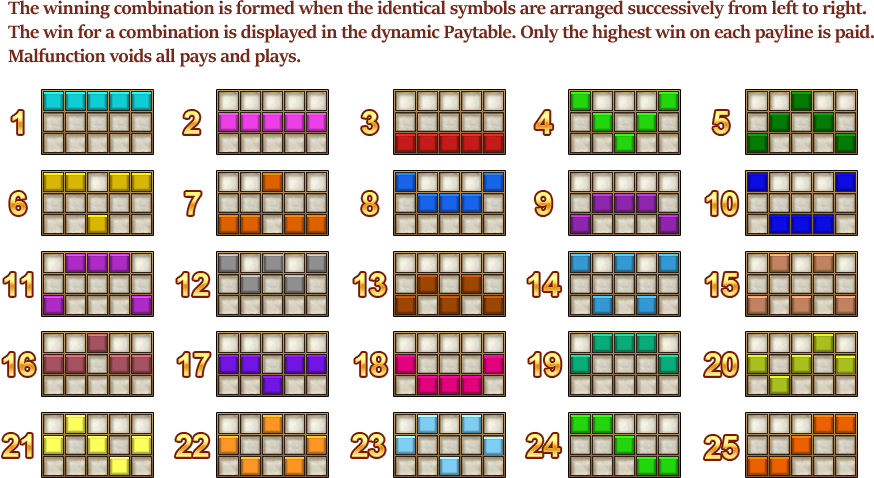 The winning combination is formed when the identical symbols are arranged successively from left to right.
The win for a combination is displayed in the dynamic Paytable. Only the highest win on each payline is paid.
Malfunction voids all pays and plays.
1 2 3 4 5
6 7 8 9 10
11 12 13 14 15
16 17 18 19 20
21 22 23 24 25